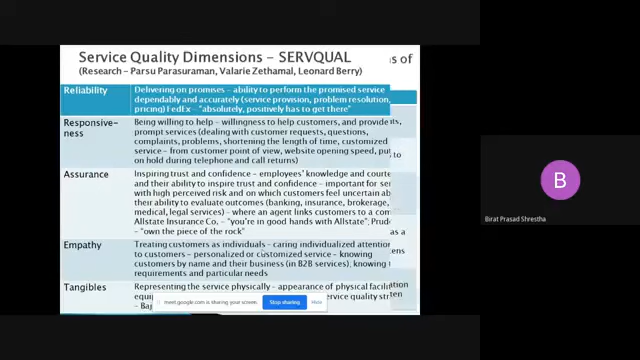 Service Quality Dimensions – SERVQUAL
(Research – Parsu Parasuraman, Valarie Zethamal, Leonard Berry)
ns of
Reliability
Delivering on promises – ability to perform the promised service
dependably and accurately (service provision, problem resolution,
pricing) FedEx – "absolutely, positively has to get there"
Responsive-
ness
Being willing to help – willingness to help customers, and provide
prompt services (dealing with customer requests, questions,
complaints, problems, shortening the length of time, customized
service – from customer point of view, website opening speed, put
on hold during telephone and call returns)
Assurance
Inspiring trust and confidence – employees' knowledge and courte
and their ability to inspire trust and confidence – important for ser
with high perceived risk and on which customers feel uncertain ab
their ability to evaluate outcomes (banking, insurance, brokerage,
medical, legal services) – where an agent links customers to a com
Allstate Insurance Co. – "you're in good hands with Allstate"; Prud
– "own the piece of the rock"
Empathy
Treating customers as individuals – caring individualized attention
to customers – personalized or customized service – knowing
customers by name and their business (in B2B services); knowing
requirements and particular needs
Tangibles
Representing the service physically – appearance of physical facili
equip
rvice quality str
meet.google.com is sharing your screen.
Stop sharing
Hide
B
Birat Prasad Shrestha